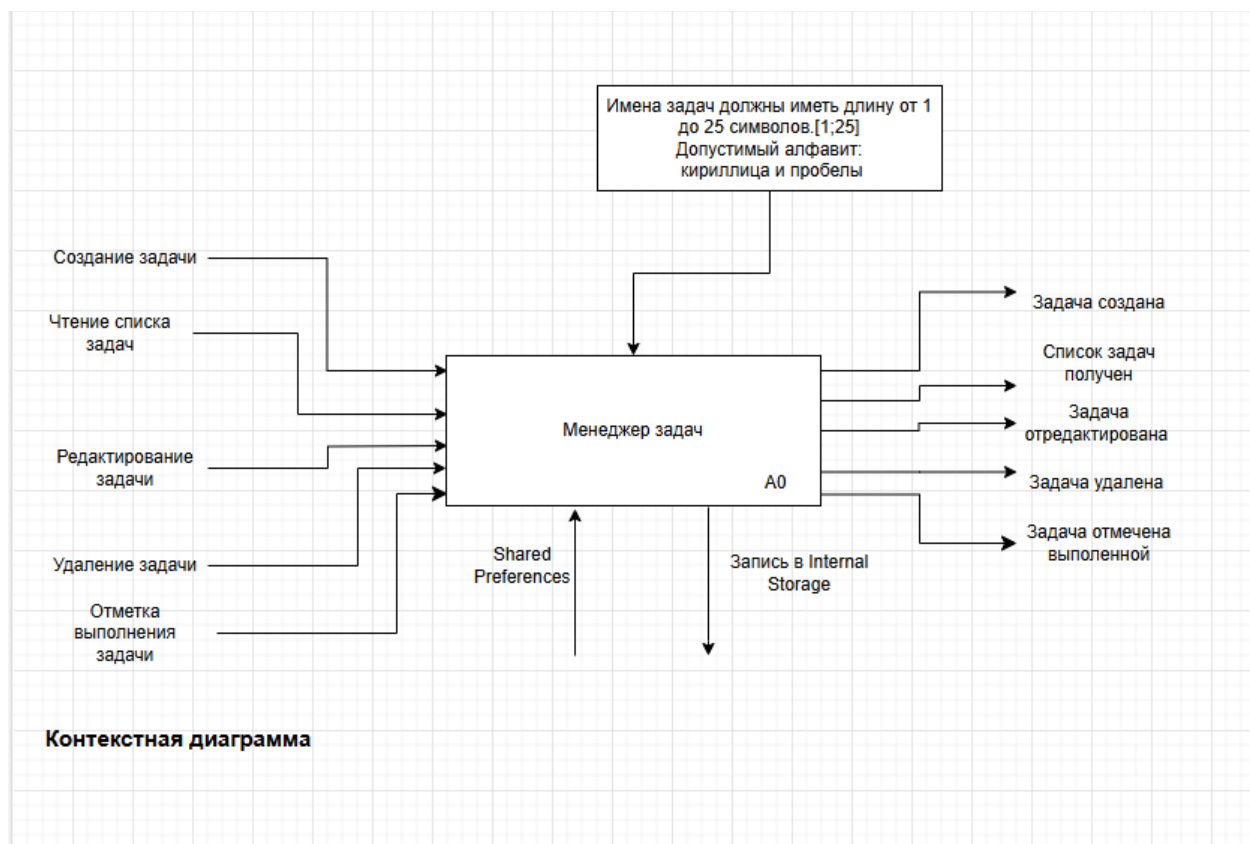 Имена задач должны иметь длину от 1
до 25 символов.[1;25]
Допустимый алфавит:
кириллица и пробелы
Создание задачи
Чтение списка
задач
Редактирование
задачи
Удаление задачи
Отметка
выполнения
задачи
Менеджер задач
A0
Shared
Preferences
Запись в Internal
Storage
Задача создана
Список задач
получен
Задача
отредактирована
Задача удалена
Задача отмечена
выполенной
Контекстная диаграмма